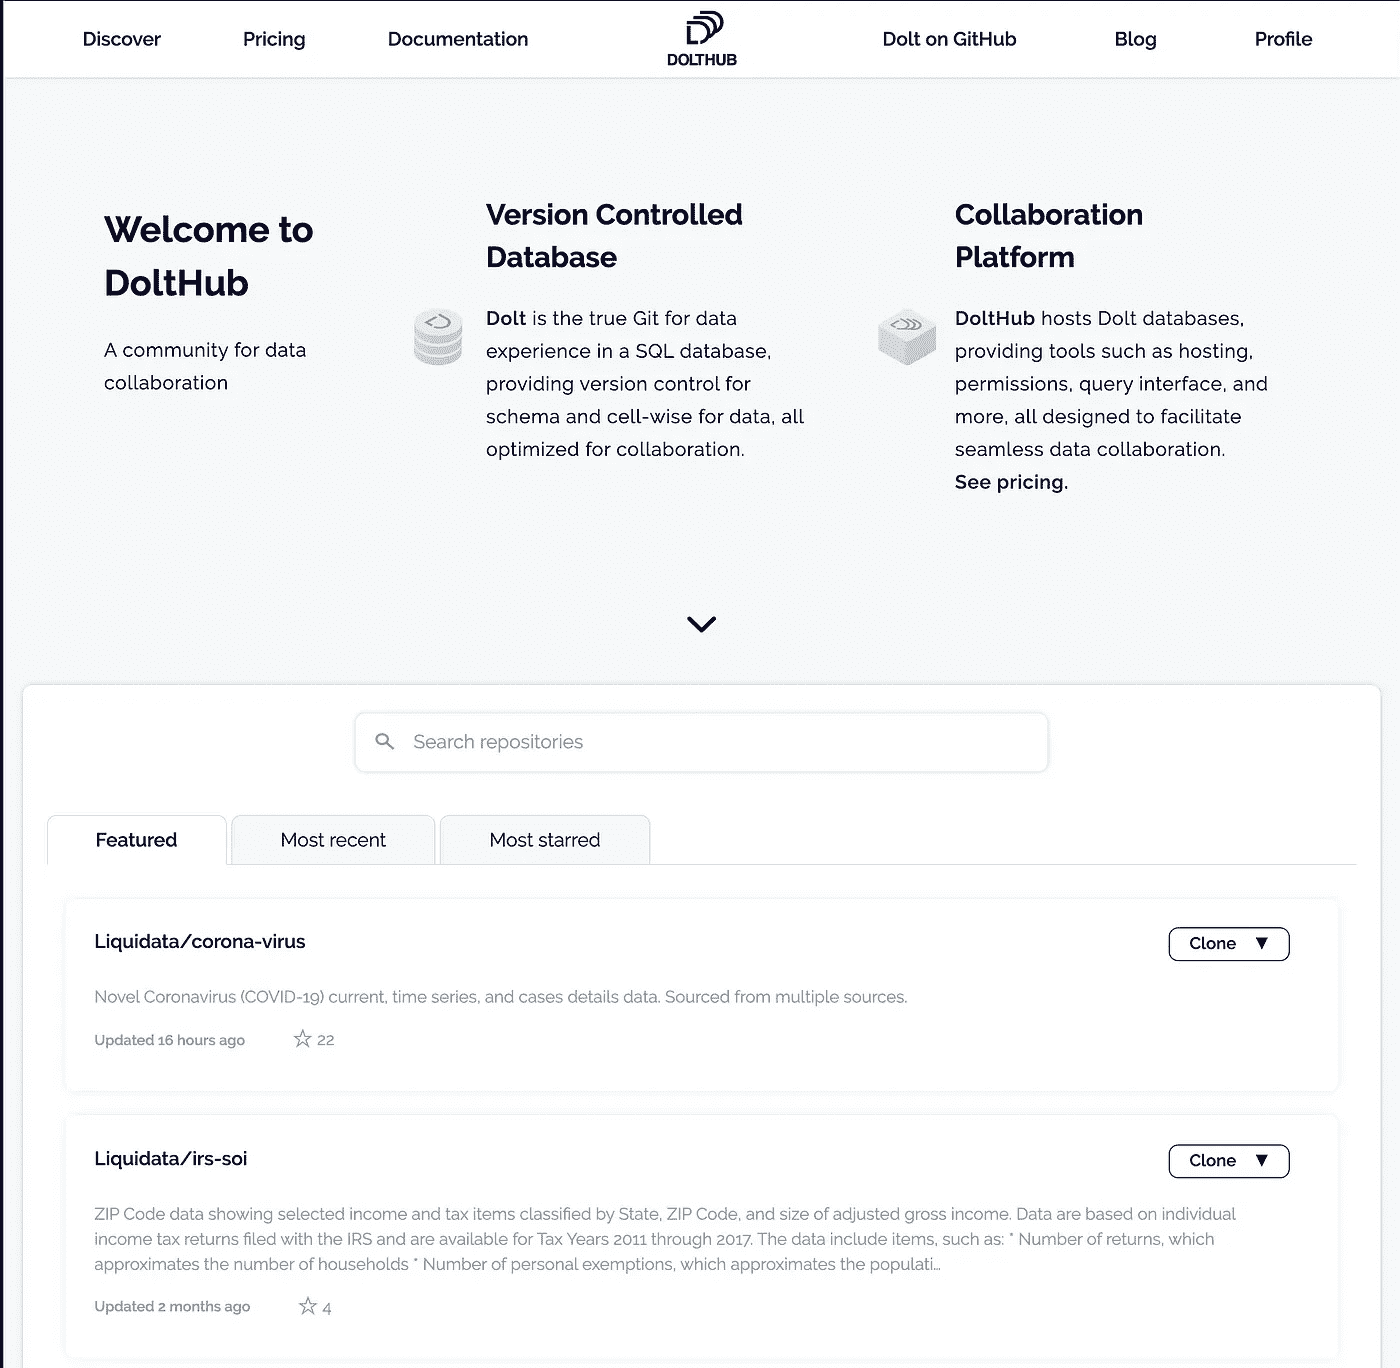 Discover
Pricing
Documentation
DOLTHUB
Dolt on GitHub
Blog
Profile
Welcome to
DoltHub
A community for data
collaboration
Version Controlled
Database
Dolt is the true Git for data
experience in a SQL database,
providing version control for
schema and cell-wise for data, all
optimized for collaboration.
Collaboration
Platform
DoltHub hosts Dolt databases,
providing tools such as hosting,
permissions, query interface, and
more, all designed to facilitate
seamless data collaboration.
See pricing.
Search repositories
Featured
Most recent
Most starred
Liquidata/corona-virus
Clone ▼
Novel Coronavirus (COVID-19) current, time series, and cases details data. Sourced from multiple sources.
Updated 16 hours ago ☆ 22
Liquidata/irs-soi
Clone ▼
ZIP Code data showing selected income and tax items classified by State, ZIP Code, and size of adjusted gross income. Data are based on individual
income tax returns filed with the IRS and are available for Tax Years 2011 through 2017. The data include items, such as: * Number of returns, which
approximates the number of households * Number of personal exemptions, which approximates the populati...
Updated 2 months ago ☆ 4